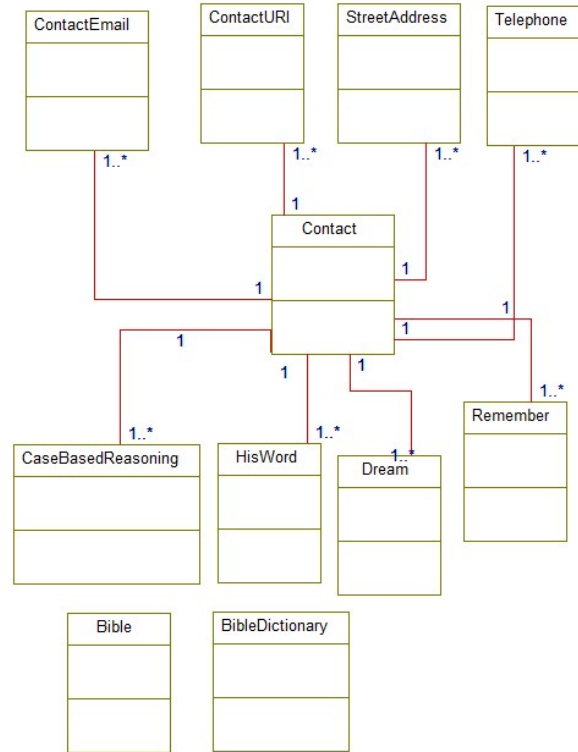 ContactEmail
ContactURI
StreetAddress
Telephone
1..*
1..*
1..*
1..*
1
Contact
1
1
1
1
1
1
1
1..*
1..*
1..*
1..*
CaseBasedReasoning
HisWord
Dream
Remember
Bible
BibleDictionary